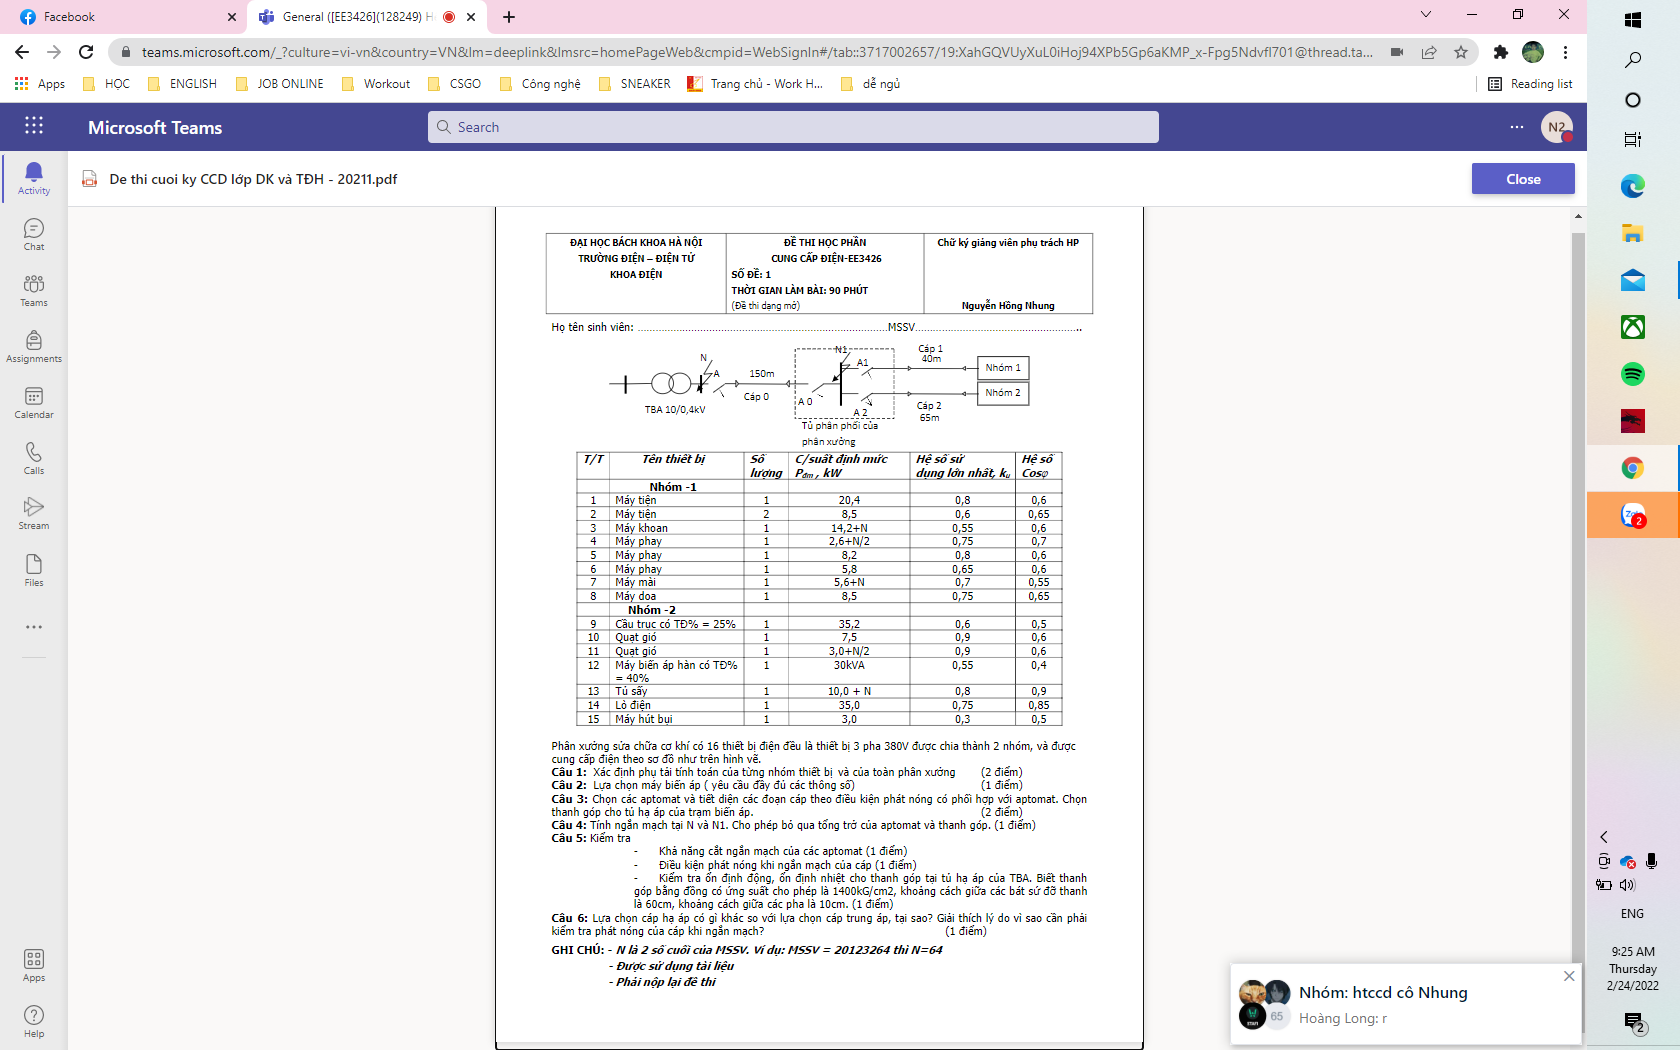 Facebook
General ([EE3426](128249) H
teams.microsoft.com/_?culture=vi-vn&country=VN&lm=deeplink&lmsrc=homePageWeb&cmpid=WebSignIn#/tab::3717002657/19:XahGQVUyXuL0iHoj94XPb5Gp6aKMP_x-Fpg5Ndvfl701@thread.ta...
Apps
HỌC
ENGLISH
JOB ONLINE
Workout
CSGO
Công nghệ
SNEAKER
Trang chủ - Work H...
dễ ngủ
Reading list
Microsoft Teams
Search
N2
De thi cuoi ky CCD lớp DK và TĐH - 20211.pdf
Close
Activity
Chat
Teams
Assignments
Calendar
Calls
Stream
Files
Apps
Help
ĐẠI HỌC BÁCH KHOA HÀ NỘI
TRƯỜNG ĐIỆN – ĐIỆN TỬ
KHOA ĐIỆN
ĐỀ THI HỌC PHẦN
CUNG CẤP ĐIỆN-EE3426
SỐ ĐỀ: 1
THỜI GIAN LÀM BÀI: 90 PHÚT
(Đề thi dạng mở)
Chữ ký giảng viên phụ trách HP
Nguyễn Hồng Nhung
Họ tên sinh viên: ...................................................MSSV...................................................
N
A
150m
Cáp 0
TBA 10/0,4kV
N1
A1
A 0
A 2
Tủ phân phối của
phân xưởng
Cáp 1
40m
Nhóm 1
Nhóm 2
Cáp 2
65m
T/T Tên thiết bị Số lượng C/suất định mức Pđm , kW Hệ số sử dụng lớn nhất, ku Hệ số Cosφ
Nhóm -1
1 Máy tiện 1 20,4 0,8 0,6
2 Máy tiện 2 8,5 0,6 0,65
3 Máy khoan 1 14,2+N 0,55 0,6
4 Máy phay 1 2,6+N/2 0,75 0,7
5 Máy phay 1 8,2 0,8 0,6
6 Máy phay 1 5,8 0,65 0,6
7 Máy mài 1 5,6+N 0,7 0,55
8 Máy doa 1 8,5 0,75 0,65
Nhóm -2
9 Cầu trục có TĐ% = 25% 1 35,2 0,6 0,5
10 Quạt gió 1 7,5 0,9 0,6
11 Quạt gió 1 3,0+N/2 0,9 0,6
12 Máy biến áp hàn có TĐ% = 40% 1 30kVA 0,55 0,4
13 Tủ sấy 1 10,0 + N 0,8 0,9
14 Lò điện 1 35,0 0,75 0,85
15 Máy hút bụi 1 3,0 0,3 0,5
Phân xưởng sửa chữa cơ khí có 16 thiết bị điện đều là thiết bị 3 pha 380V được chia thành 2 nhóm, và được
cung cấp điện theo sơ đồ như trên hình vẽ.
Câu 1: Xác định phụ tải tính toán của từng nhóm thiết bị và của toàn phân xưởng (2 điểm)
Câu 2: Lựa chọn máy biến áp ( yêu cầu đầy đủ các thông số) (1 điểm)
Câu 3: Chọn các aptomat và tiết diện các đoạn cáp theo điều kiện phát nóng có phối hợp với aptomat. Chọn
thanh góp cho tủ hạ áp của trạm biến áp. (2 điểm)
Câu 4: Tính ngắn mạch tại N và N1. Cho phép bỏ qua tổng trở của aptomat và thanh góp. (1 điểm)
Câu 5: Kiểm tra
- Khả năng cắt ngắn mạch của các aptomat (1 điểm)
- Điều kiện phát nóng khi ngắn mạch của cáp (1 điểm)
- Kiểm tra ổn định động, ổn định nhiệt cho thanh góp tại tủ hạ áp của TBA. Biết thanh
góp bằng đồng có ứng suất cho phép là 1400kG/cm2, khoảng cách giữa các bát sứ đỡ thanh
là 60cm, khoảng cách giữa các pha là 10cm. (1 điểm)
Câu 6: Lựa chọn cáp hạ áp có gì khác so với lựa chọn cáp trung áp, tại sao? Giải thích lý do vì sao cần phải
kiểm tra phát nóng của cáp khi ngắn mạch? (1 điểm)
GHI CHÚ: - N là 2 số cuối của MSSV. Ví dụ: MSSV = 20123264 thì N=64
- Được sử dụng tài liệu
- Phải nộp lại đề thi
Zalo
2
ENG
9:25 AM
Thursday
2/24/2022
2
65
Nhóm: htccd cô Nhung
Hoàng Long: r